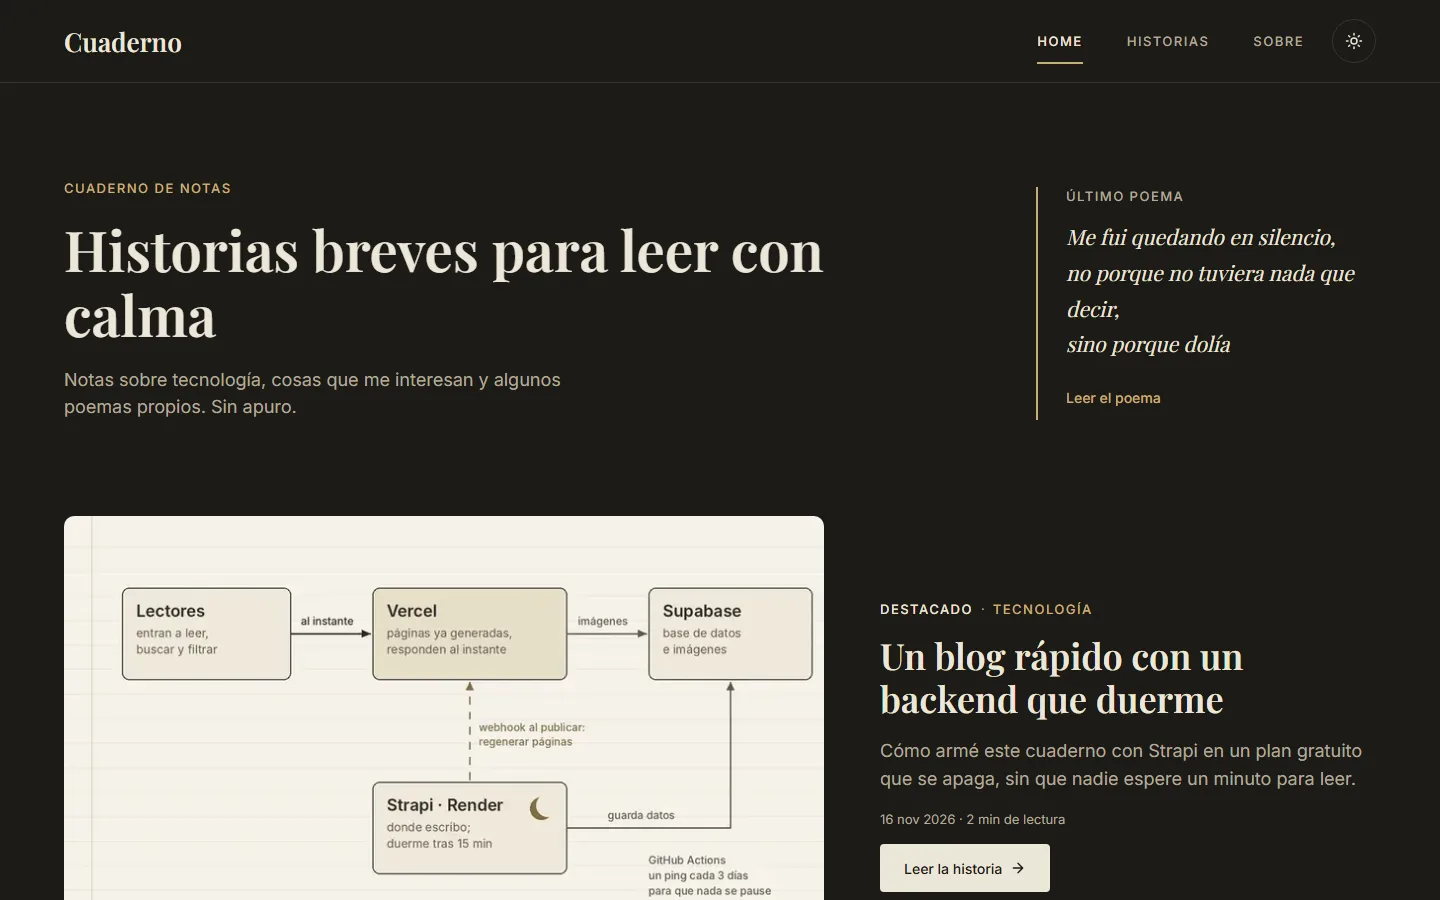 Cuaderno
HOME
HISTORIAS
SOBRE
CUADERNO DE NOTAS
Historias breves para leer con
calma
Notas sobre tecnología, cosas que me interesan y algunos
poemas propios. Sin apuro.
ÚLTIMO POEMA
Me fui quedando en silencio,
no porque no tuviera nada que
decir,
sino porque dolía
Leer el poema
Lectores
entran a leer,
buscar y filtrar
al instante
Vercel
páginas ya generadas,
responden al instante
imágenes
Supabase
base de datos
e imágenes
webhook al publicar:
regenerar páginas
Strapi · Render
donde escribo;
duerme tras 15 min
guarda datos
GitHub Actions
un ping cada 3 días
para que nada se pause
DESTACADO · TECNOLOGÍA
Un blog rápido con un
backend que duerme
Cómo armé este cuaderno con Strapi en un plan gratuito
que se apaga, sin que nadie espere un minuto para leer.
16 nov 2026 · 2 min de lectura
Leer la historia →